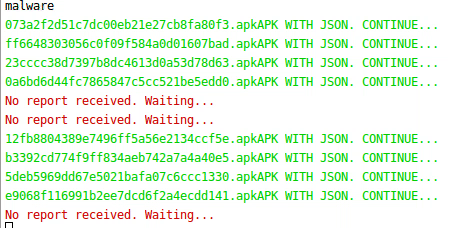 malware
073a2f2d51c7dc00eb21e27cb8fa80f3.apkAPK WITH JSON. CONTINUE...
ff6648303056c0f09f584a0d01607bad.apkAPK WITH JSON. CONTINUE...
23cccc38d7397b8dc4613d0a53d78d63.apkAPK WITH JSON. CONTINUE...
0a6bd6d44fc7865847c5cc521be5edd0.apkAPK WITH JSON. CONTINUE...
No report received. Waiting...
No report received. Waiting...
12fb8804389e7496ff5a56e2134ccf5e.apkAPK WITH JSON. CONTINUE...
b3392cd774f9ff834aeb742a7a4a40e5.apkAPK WITH JSON. CONTINUE...
5deb5969dd67e5021bafa07c6ccc1330.apkAPK WITH JSON. CONTINUE...
e9068f116991b2ee7dcd6f2a4ecdd141.apkAPK WITH JSON. CONTINUE...
No report received. Waiting...